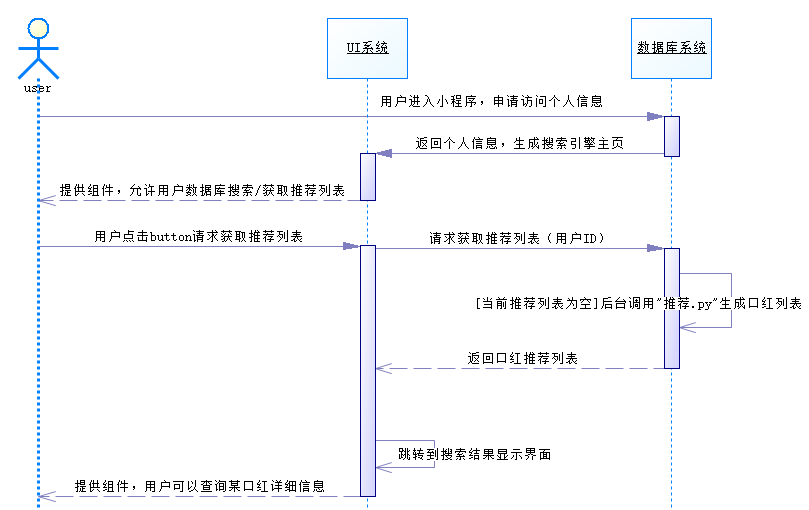 UI系统
数据库系统
user
用户进入小程序，申请访问个人信息
返回个人信息，生成搜索引擎主页
提供组件，允许用户数据库搜索/获取推荐列表
用户点击button请求获取推荐列表
请求获取推荐列表（用户ID）
[当前推荐列表为空]后台调用"推荐.py"生成口红列表
返回口红推荐列表
跳转到搜索结果显示界面
提供组件，用户可以查询某口红详细信息